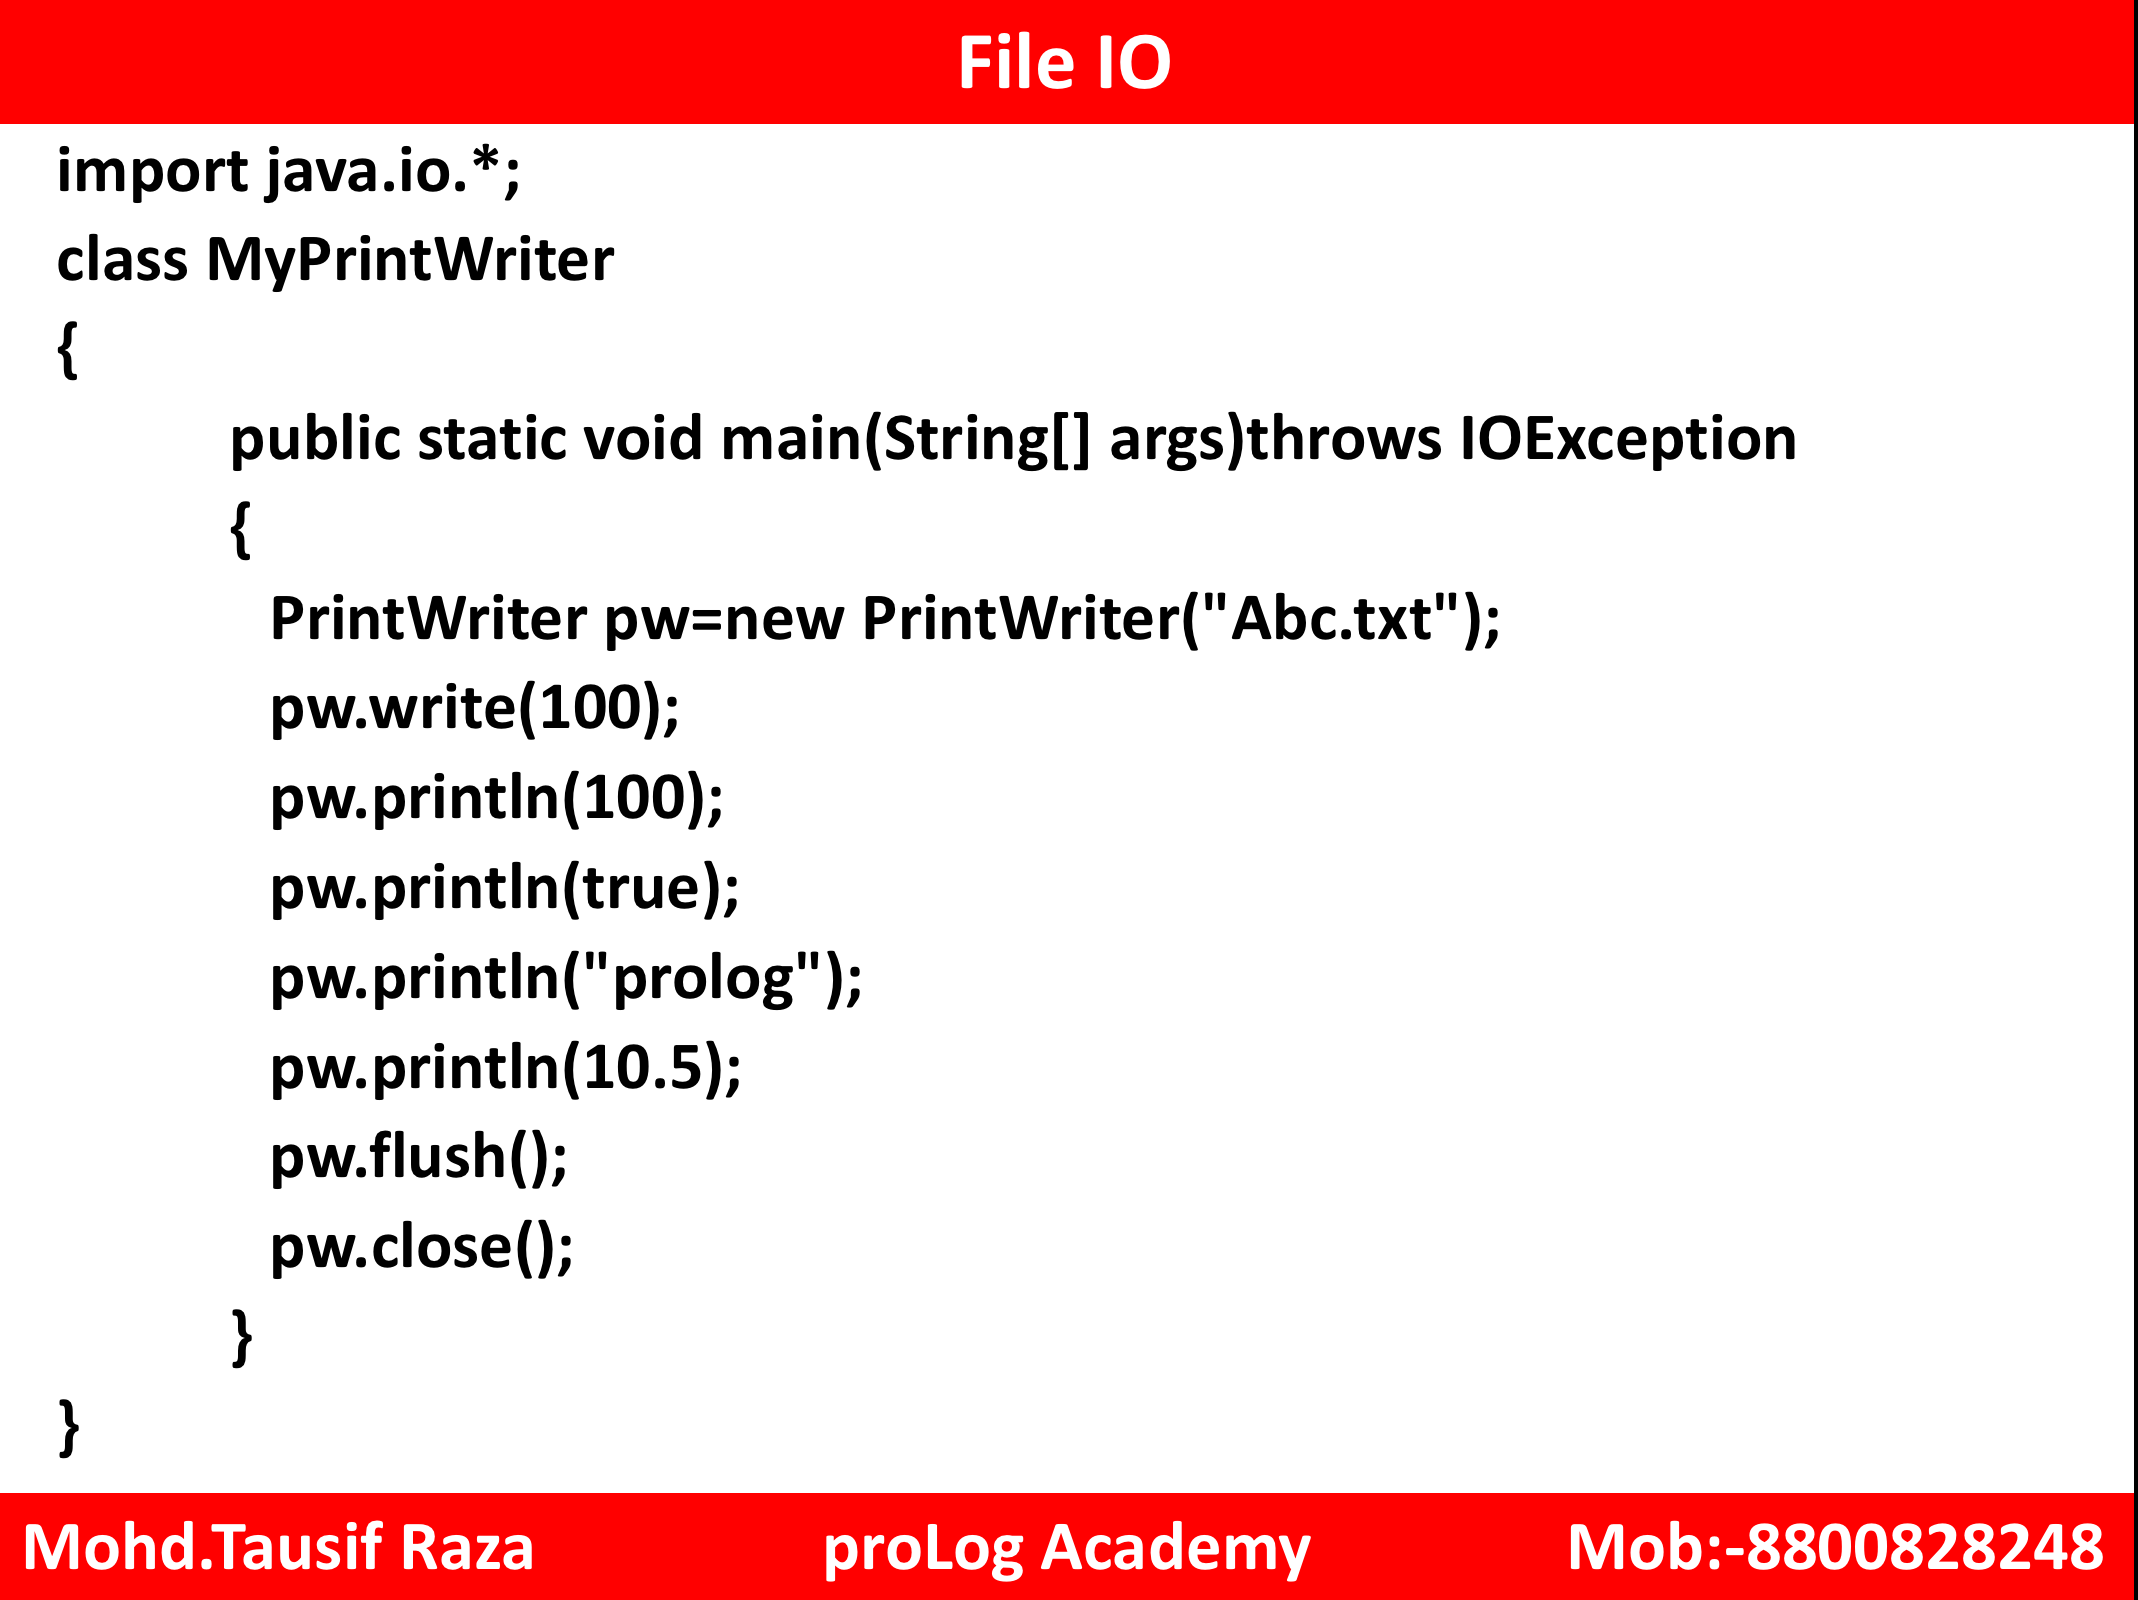 File IO
import java.io.*;
class MyPrintWriter
{
public static void main(String[] args)throws IOException
{
PrintWriter pw=new PrintWriter("Abc.txt");
pw.write(100);
pw.println(100);
pw.println(true);
pw.println("prolog");
pw.println(10.5);
pw.flush();
pw.close();
}
}
Mohd.Tausif Raza proLog Academy Mob:-8800828248